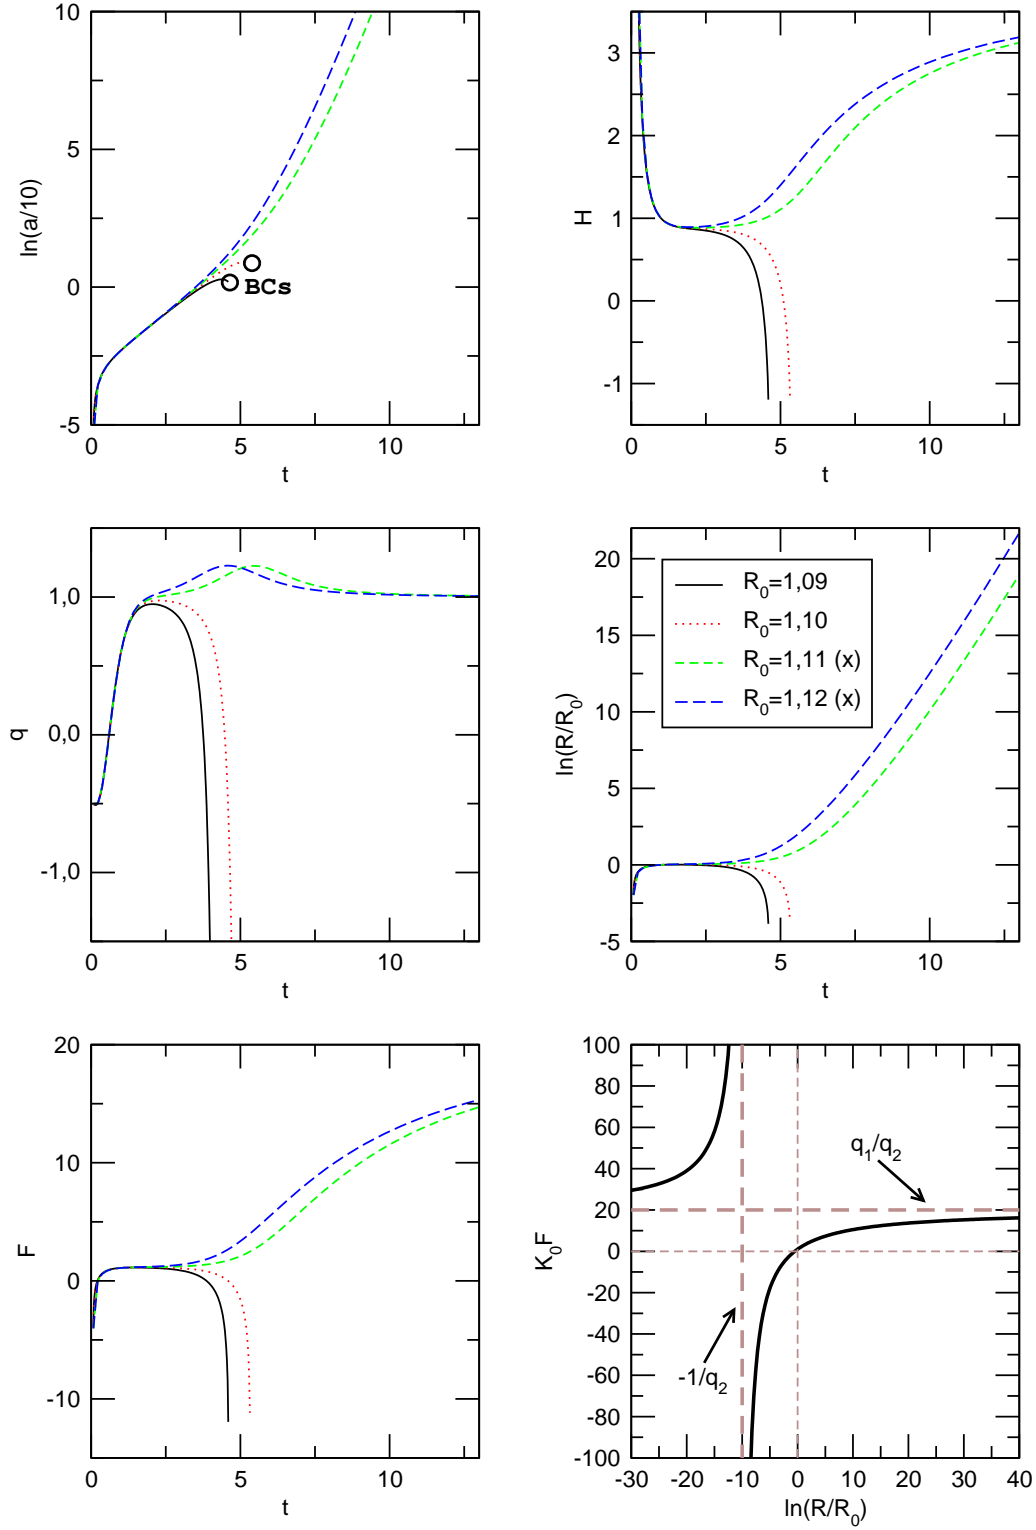 10
5
0
-5
ln(a/10)
BCs
0
5
10
t
3
2
1
0
-1
H
0
5
10
t
1,0
0,0
-1,0
q
0
5
10
t
20
15
10
5
0
-5
ln(R/R₀)
R₀=1,09
R₀=1,10
R₀=1,11 (x)
R₀=1,12 (x)
0
5
10
t
20
10
0
-10
F
0
5
10
t
100
80
60
40
20
0
-20
-40
-60
-80
-100
K₀F
q₁/q₂
-1/q₂
-30
-20
-10
0
10
20
30
40
ln(R/R₀)